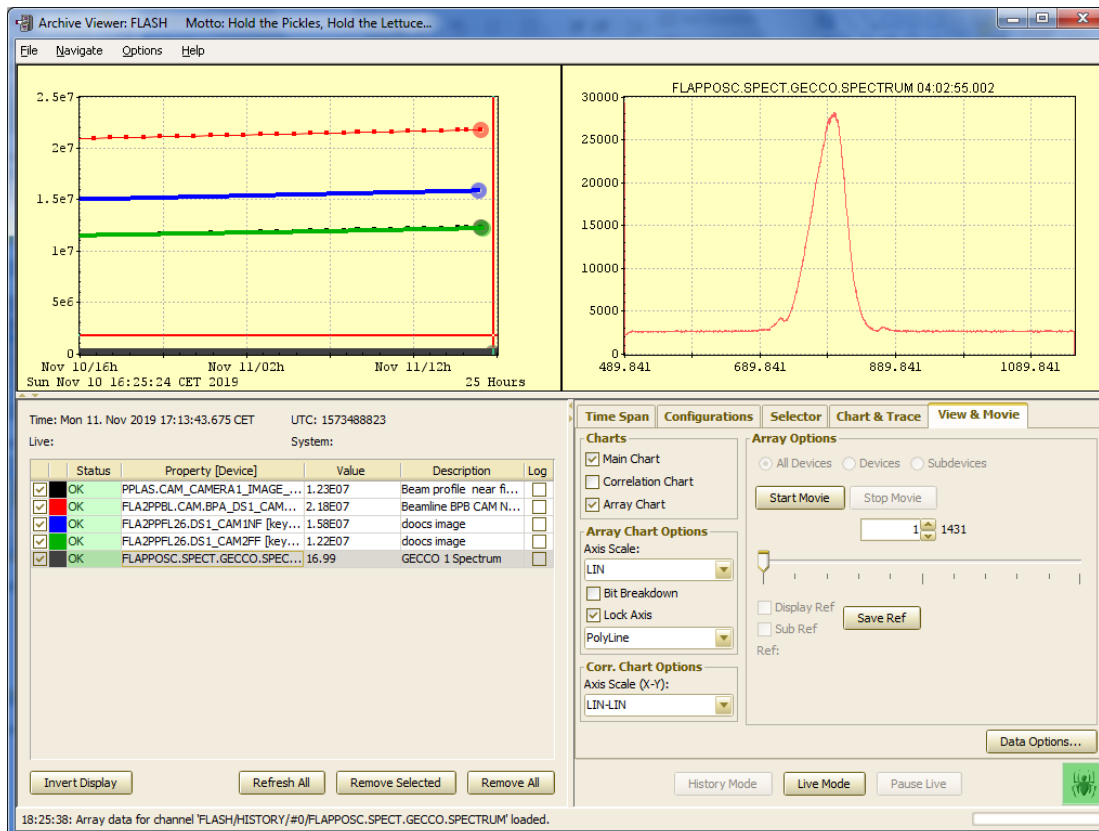 Archive Viewer: FLASH Motto: Hold the Pickles, Hold the Lettuce...
File Navigate Options Help
2.5e7
2e7
1.5e7
1e7
5e6
0
Nov 10/16h Nov 11/02h Nov 11/12h
Sun Nov 10 16:25:24 CET 2019 25 Hours
FLAPPOSC.SPECT.GECCO.SPECTRUM 04:02:55.002
30000
25000
20000
15000
10000
5000
0
489.841 689.841 889.841 1089.841
Time: Mon 11. Nov 2019 17:13:43.675 CET UTC: 1573488823
Live: System:
Status Property [Device] Value Description Log
OK PPLAS.CAM_CAMERA1_IMAGE_... 1.23E07 Beam profile near fi...
OK FLA2PPBL.CAM.BPA_DS1_CAM... 2.18E07 Beamline BPB CAM N...
OK FLA2PPFL26.DS1_CAM1NF [key... 1.58E07 doocs image
OK FLA2PPFL26.DS1_CAM2FF [key... 1.22E07 doocs image
OK FLAPPOSC.SPECT.GECCO.SPEC... 16.99 GECCO 1 Spectrum
Invert Display Refresh All Remove Selected Remove All
Time Span Configurations Selector Chart & Trace View & Movie
Charts
Main Chart
Correlation Chart
Array Chart
Array Chart Options
Axis Scale:
LIN
Bit Breakdown
Lock Axis
PolyLine
Corr. Chart Options
Axis Scale (X-Y):
LIN-LIN
Array Options
All Devices Devices Subdevices
Start Movie Stop Movie
1 1431
Display Ref
Sub Ref
Save Ref
Ref:
Data Options...
History Mode Live Mode Pause Live
18:25:38: Array data for channel 'FLASH/HISTORY/#0/FLAPPOSC.SPECT.GECCO.SPECTRUM' loaded.